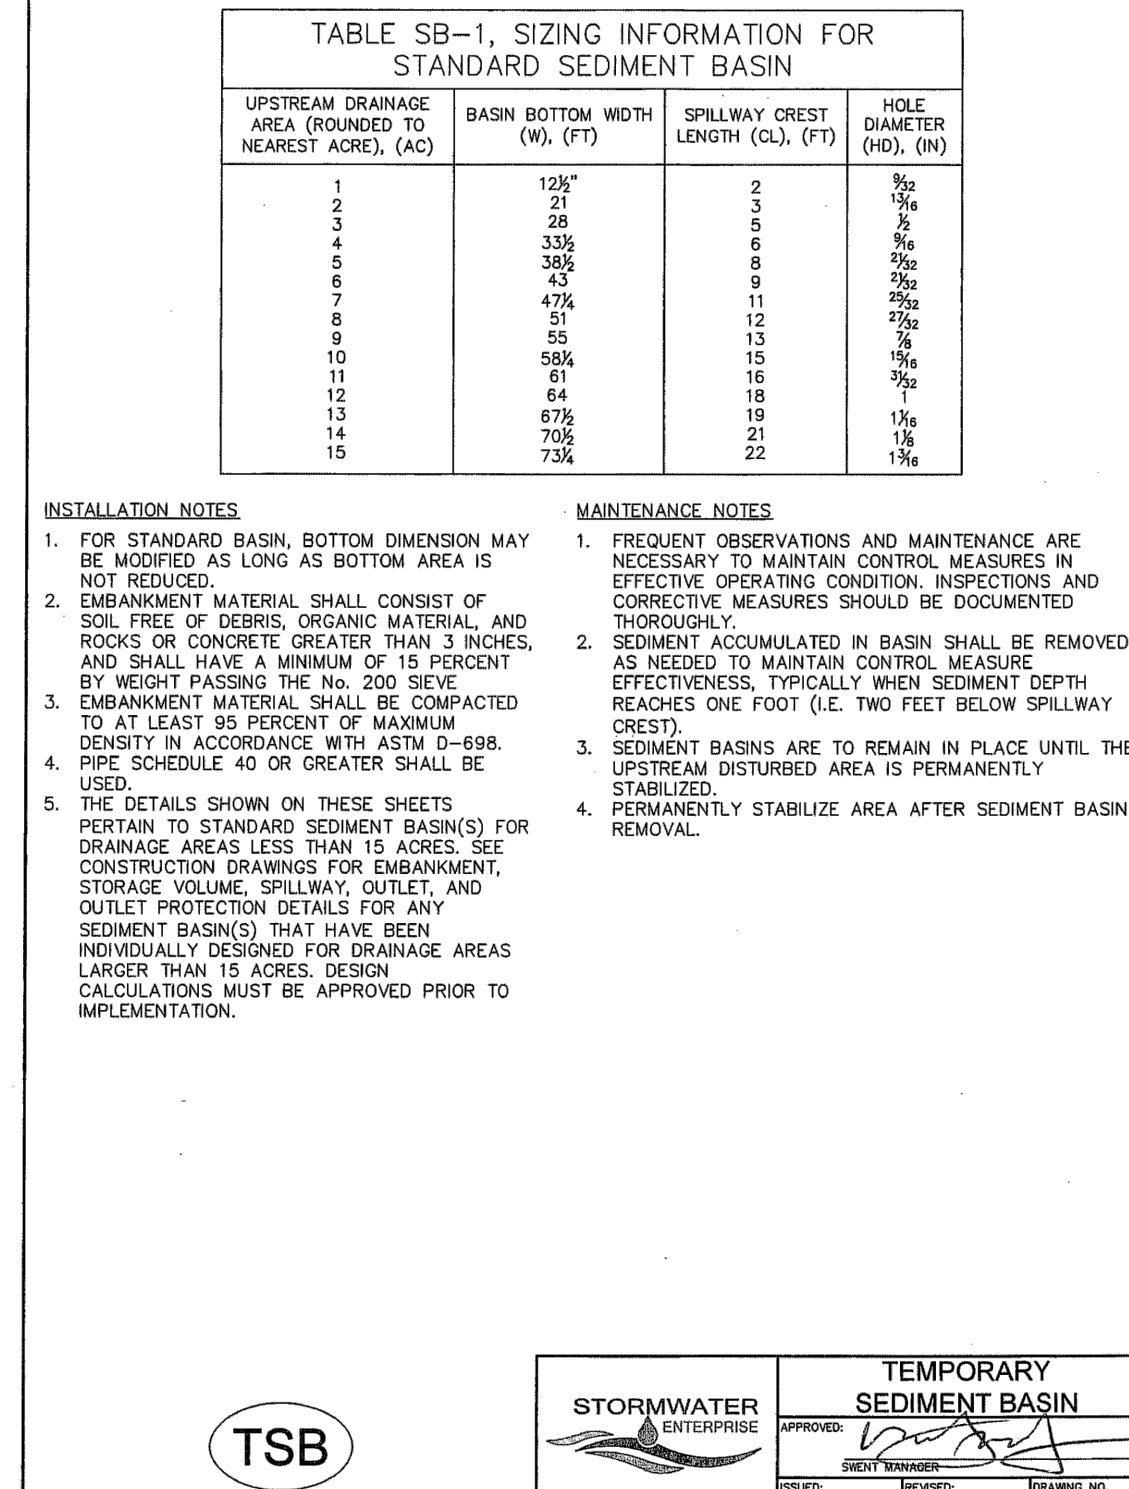 TABLE SB-1, SIZING INFORMATION FOR
STANDARD SEDIMENT BASIN
UPSTREAM DRAINAGE
AREA (ROUNDED TO
NEAREST ACRE), (AC)
BASIN BOTTOM WIDTH
(W), (FT)
SPILLWAY CREST
LENGTH (CL), (FT)
HOLE
DIAMETER
(HD), (IN)
1 12½" 2 9/32
2 21 3 13/16
3 28 5 ½
4 33½ 6 9/16
5 38½ 8 21/32
6 43 9 21/32
7 47¼ 11 25/32
8 51 12 27/32
9 55 13 ⅞
10 58¼ 15 15/16
11 61 16 31/32
12 64 18 1
13 67½ 19 1 1/16
14 70½ 21 1⅛
15 73¼ 22 1 3/16
INSTALLATION NOTES
1. FOR STANDARD BASIN, BOTTOM DIMENSION MAY
BE MODIFIED AS LONG AS BOTTOM AREA IS
NOT REDUCED.
2. EMBANKMENT MATERIAL SHALL CONSIST OF
SOIL FREE OF DEBRIS, ORGANIC MATERIAL, AND
ROCKS OR CONCRETE GREATER THAN 3 INCHES,
AND SHALL HAVE A MINIMUM OF 15 PERCENT
BY WEIGHT PASSING THE No. 200 SIEVE
3. EMBANKMENT MATERIAL SHALL BE COMPACTED
TO AT LEAST 95 PERCENT OF MAXIMUM
DENSITY IN ACCORDANCE WITH ASTM D-698.
4. PIPE SCHEDULE 40 OR GREATER SHALL BE
USED.
5. THE DETAILS SHOWN ON THESE SHEETS
PERTAIN TO STANDARD SEDIMENT BASIN(S) FOR
DRAINAGE AREAS LESS THAN 15 ACRES. SEE
CONSTRUCTION DRAWINGS FOR EMBANKMENT,
STORAGE VOLUME, SPILLWAY, OUTLET, AND
OUTLET PROTECTION DETAILS FOR ANY
SEDIMENT BASIN(S) THAT HAVE BEEN
INDIVIDUALLY DESIGNED FOR DRAINAGE AREAS
LARGER THAN 15 ACRES. DESIGN
CALCULATIONS MUST BE APPROVED PRIOR TO
IMPLEMENTATION.
MAINTENANCE NOTES
1. FREQUENT OBSERVATIONS AND MAINTENANCE ARE
NECESSARY TO MAINTAIN CONTROL MEASURES IN
EFFECTIVE OPERATING CONDITION. INSPECTIONS AND
CORRECTIVE MEASURES SHOULD BE DOCUMENTED
THOROUGHLY.
2. SEDIMENT ACCUMULATED IN BASIN SHALL BE REMOVED
AS NEEDED TO MAINTAIN CONTROL MEASURE
EFFECTIVENESS, TYPICALLY WHEN SEDIMENT DEPTH
REACHES ONE FOOT (I.E. TWO FEET BELOW SPILLWAY
CREST).
3. SEDIMENT BASINS ARE TO REMAIN IN PLACE UNTIL THE
UPSTREAM DISTURBED AREA IS PERMANENTLY
STABILIZED.
4. PERMANENTLY STABILIZE AREA AFTER SEDIMENT BASIN
REMOVAL.
TSB
STORMWATER
ENTERPRISE
TEMPORARY
SEDIMENT BASIN
APPROVED:
SWENT MANAGER
ISSUED: REVISED: DRAWING NO.